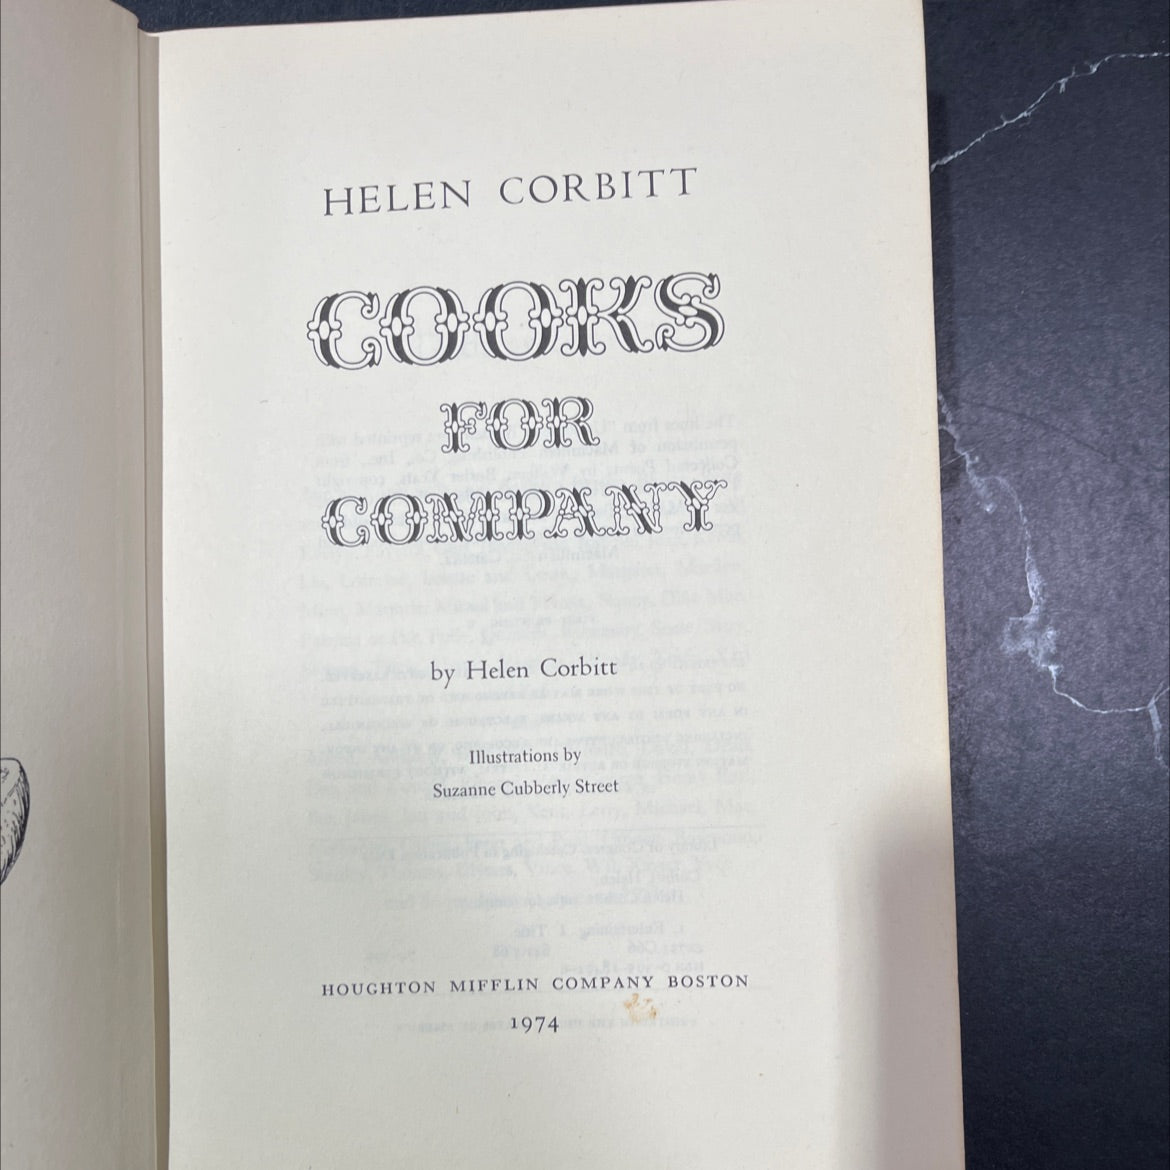 HELEN CORBITT
COOKS
FOR
COMPANY
by Helen Corbitt
Illustrations by
Suzanne Cubberly Street
HOUGHTON MIFFLIN COMPANY BOSTON
1974